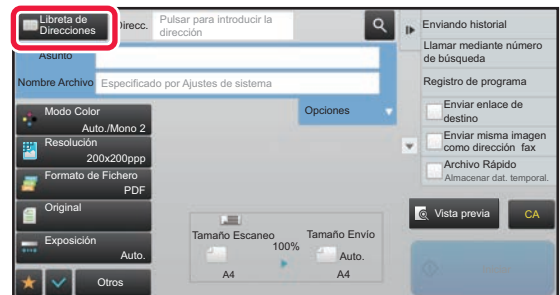 Libreta de
Direcciones
Direcc.
Pulsar para introducir la
dirección
Asunto
Nombre Archivo
Especificado por Ajustes de sistema
Opciones
Modo Color
Auto./Mono 2
Resolución
200x200ppp
Formato de Fichero
PDF
Original
Exposición
Auto.
Otros
Tamaño Escaneo
100%
Tamaño Envío
Auto.
A4
A4
Enviando historial
Llamar mediante número
de búsqueda
Registro de programa
Enviar enlace de
destino
Enviar misma imagen
como dirección fax
Archivo Rápido
Almacenar dat. temporal.
Vista previa
CA